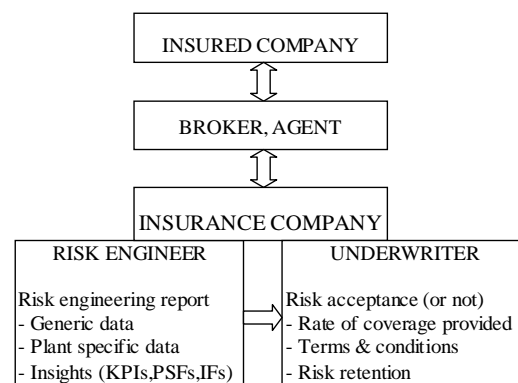 INSURED COMPANY
BROKER, AGENT
INSURANCE COMPANY
RISK ENGINEER
Risk engineering report
- Generic data
- Plant specific data
- Insights (KPIs,PSFs,IFs)
UNDERWRITER
Risk acceptance (or not)
- Rate of coverage provided
- Terms & conditions
- Risk retention